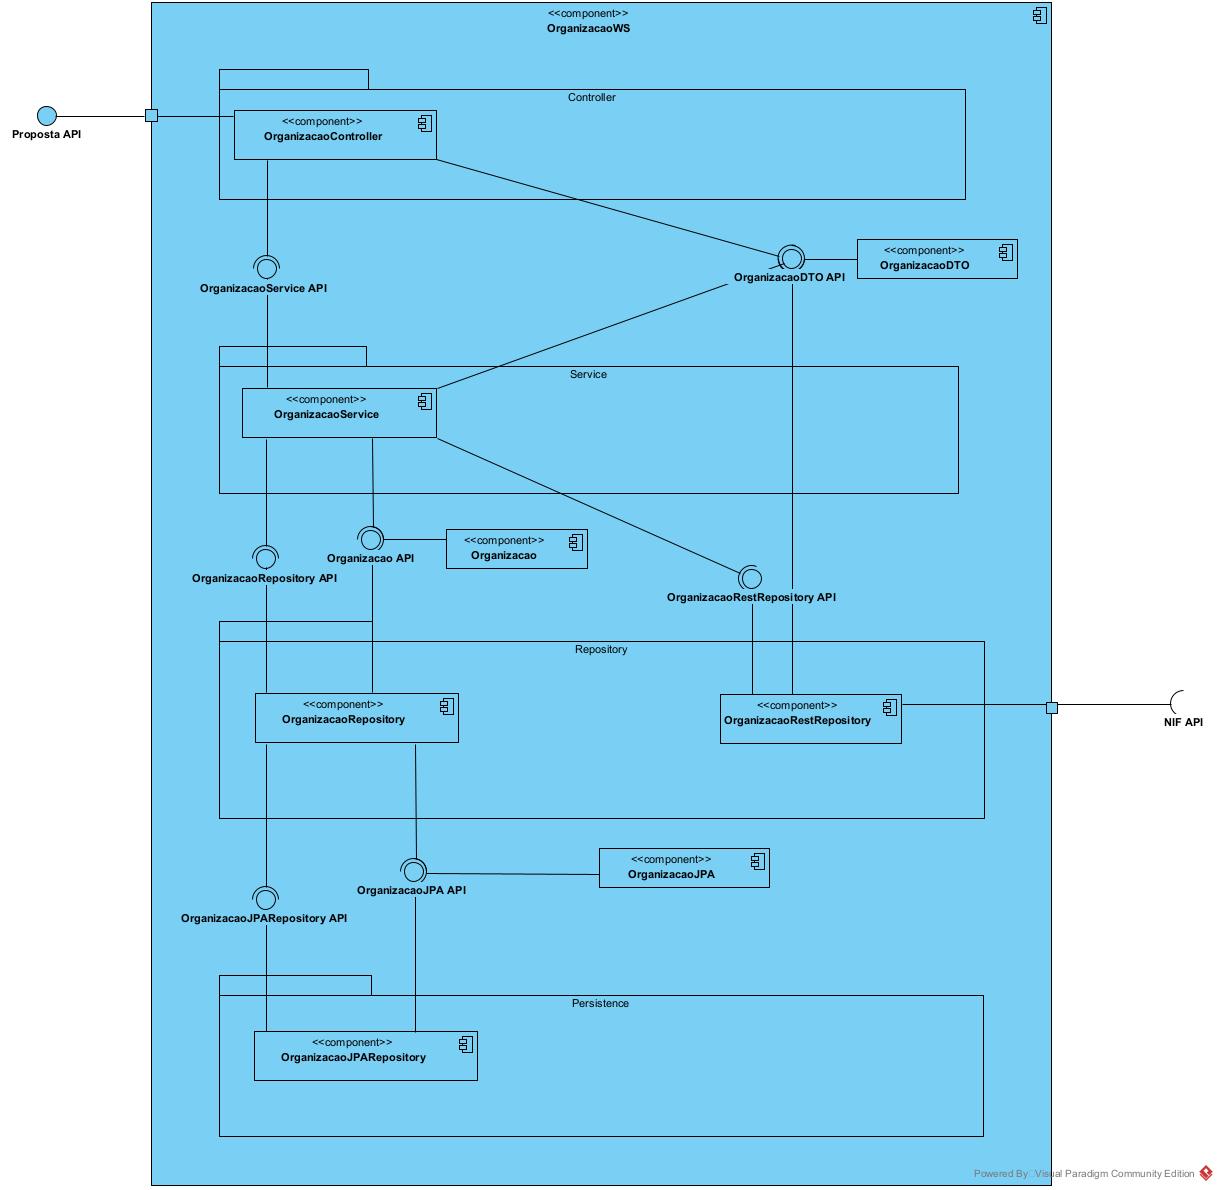 <<component>>
OrganizacaoWS
Controller
<<component>>
OrganizacaoController
Proposta API
<<component>>
OrganizacaoDTO
OrganizacaoDTO API
OrganizacaoService API
Service
<<component>>
OrganizacaoService
<<component>>
Organizacao
Organizacao API
OrganizacaoRepository API
OrganizacaoRestRepository API
Repository
<<component>>
OrganizacaoRepository
<<component>>
OrganizacaoRestRepository
NIF API
<<component>>
OrganizacaoJPA
OrganizacaoJPA API
OrganizacaoJPARepository API
Persistence
<<component>>
OrganizacaoJPARepository
Powered By Visual Paradigm Community Edition